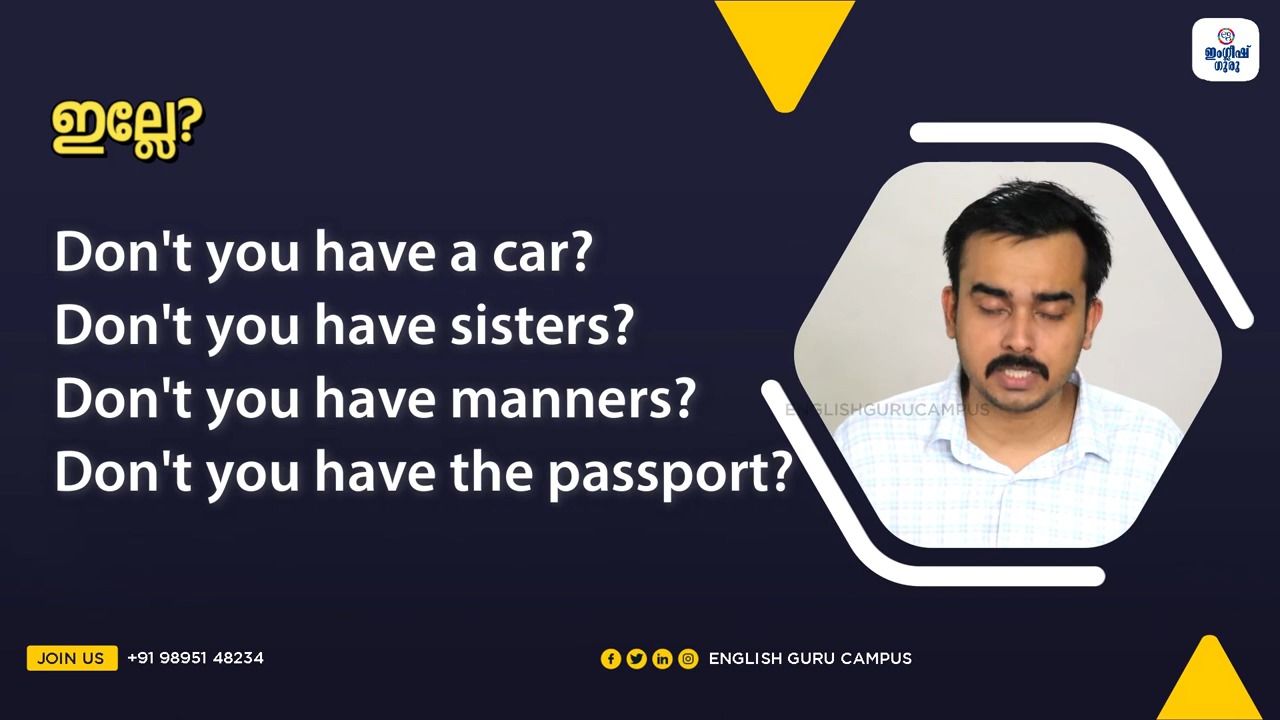 ഇംഗ്ലീഷ്
ഗുരു
ഇല്ലേ?
Don't you have a car?
Don't you have sisters?
Don't you have manners?
Don't you have the passport?
ENGLISHGURUCAMPUS
JOIN US +91 98951 48234
ENGLISH GURU CAMPUS